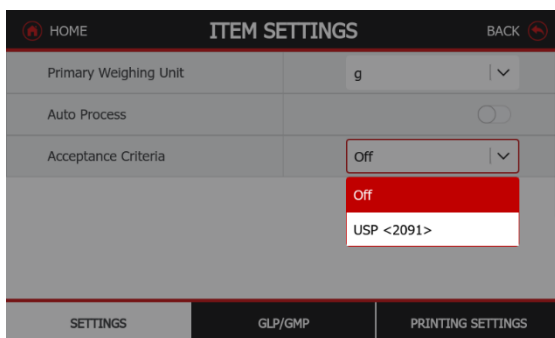 HOME ITEM SETTINGS BACK
Primary Weighing Unit g
Auto Process
Acceptance Criteria Off
Off
USP <2091>
SETTINGS GLP/GMP PRINTING SETTINGS